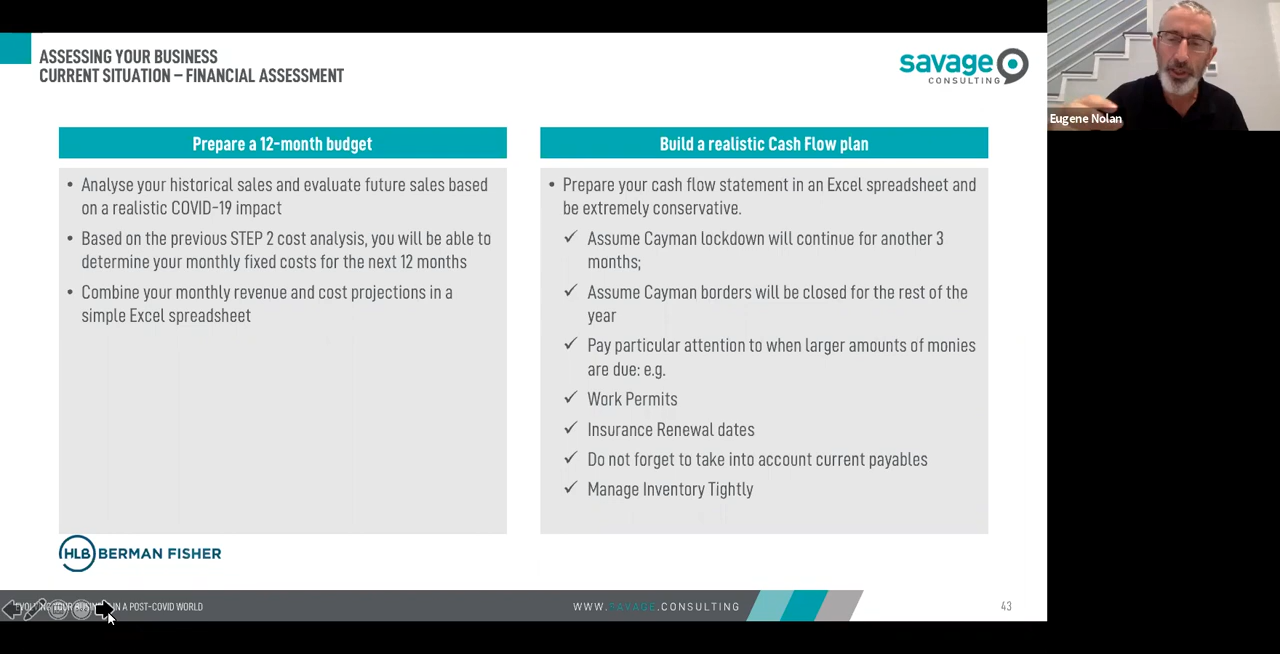 ASSESSING YOUR BUSINESS
CURRENT SITUATION – FINANCIAL ASSESSMENT
savage
CONSULTING
Eugene Nolan
Prepare a 12-month budget
• Analyse your historical sales and evaluate future sales based
on a realistic COVID-19 impact
• Based on the previous STEP 2 cost analysis, you will be able to
determine your monthly fixed costs for the next 12 months
• Combine your monthly revenue and cost projections in a
simple Excel spreadsheet
Build a realistic Cash Flow plan
• Prepare your cash flow statement in an Excel spreadsheet and
be extremely conservative.
✓ Assume Cayman lockdown will continue for another 3
months;
✓ Assume Cayman borders will be closed for the rest of the
year
✓ Pay particular attention to when larger amounts of monies
are due: e.g.
✓ Work Permits
✓ Insurance Renewal dates
✓ Do not forget to take into account current payables
✓ Manage Inventory Tightly
HLB BERMAN FISHER
IN A POST-COVID WORLD
WWW.SAVAGE.CONSULTING
43